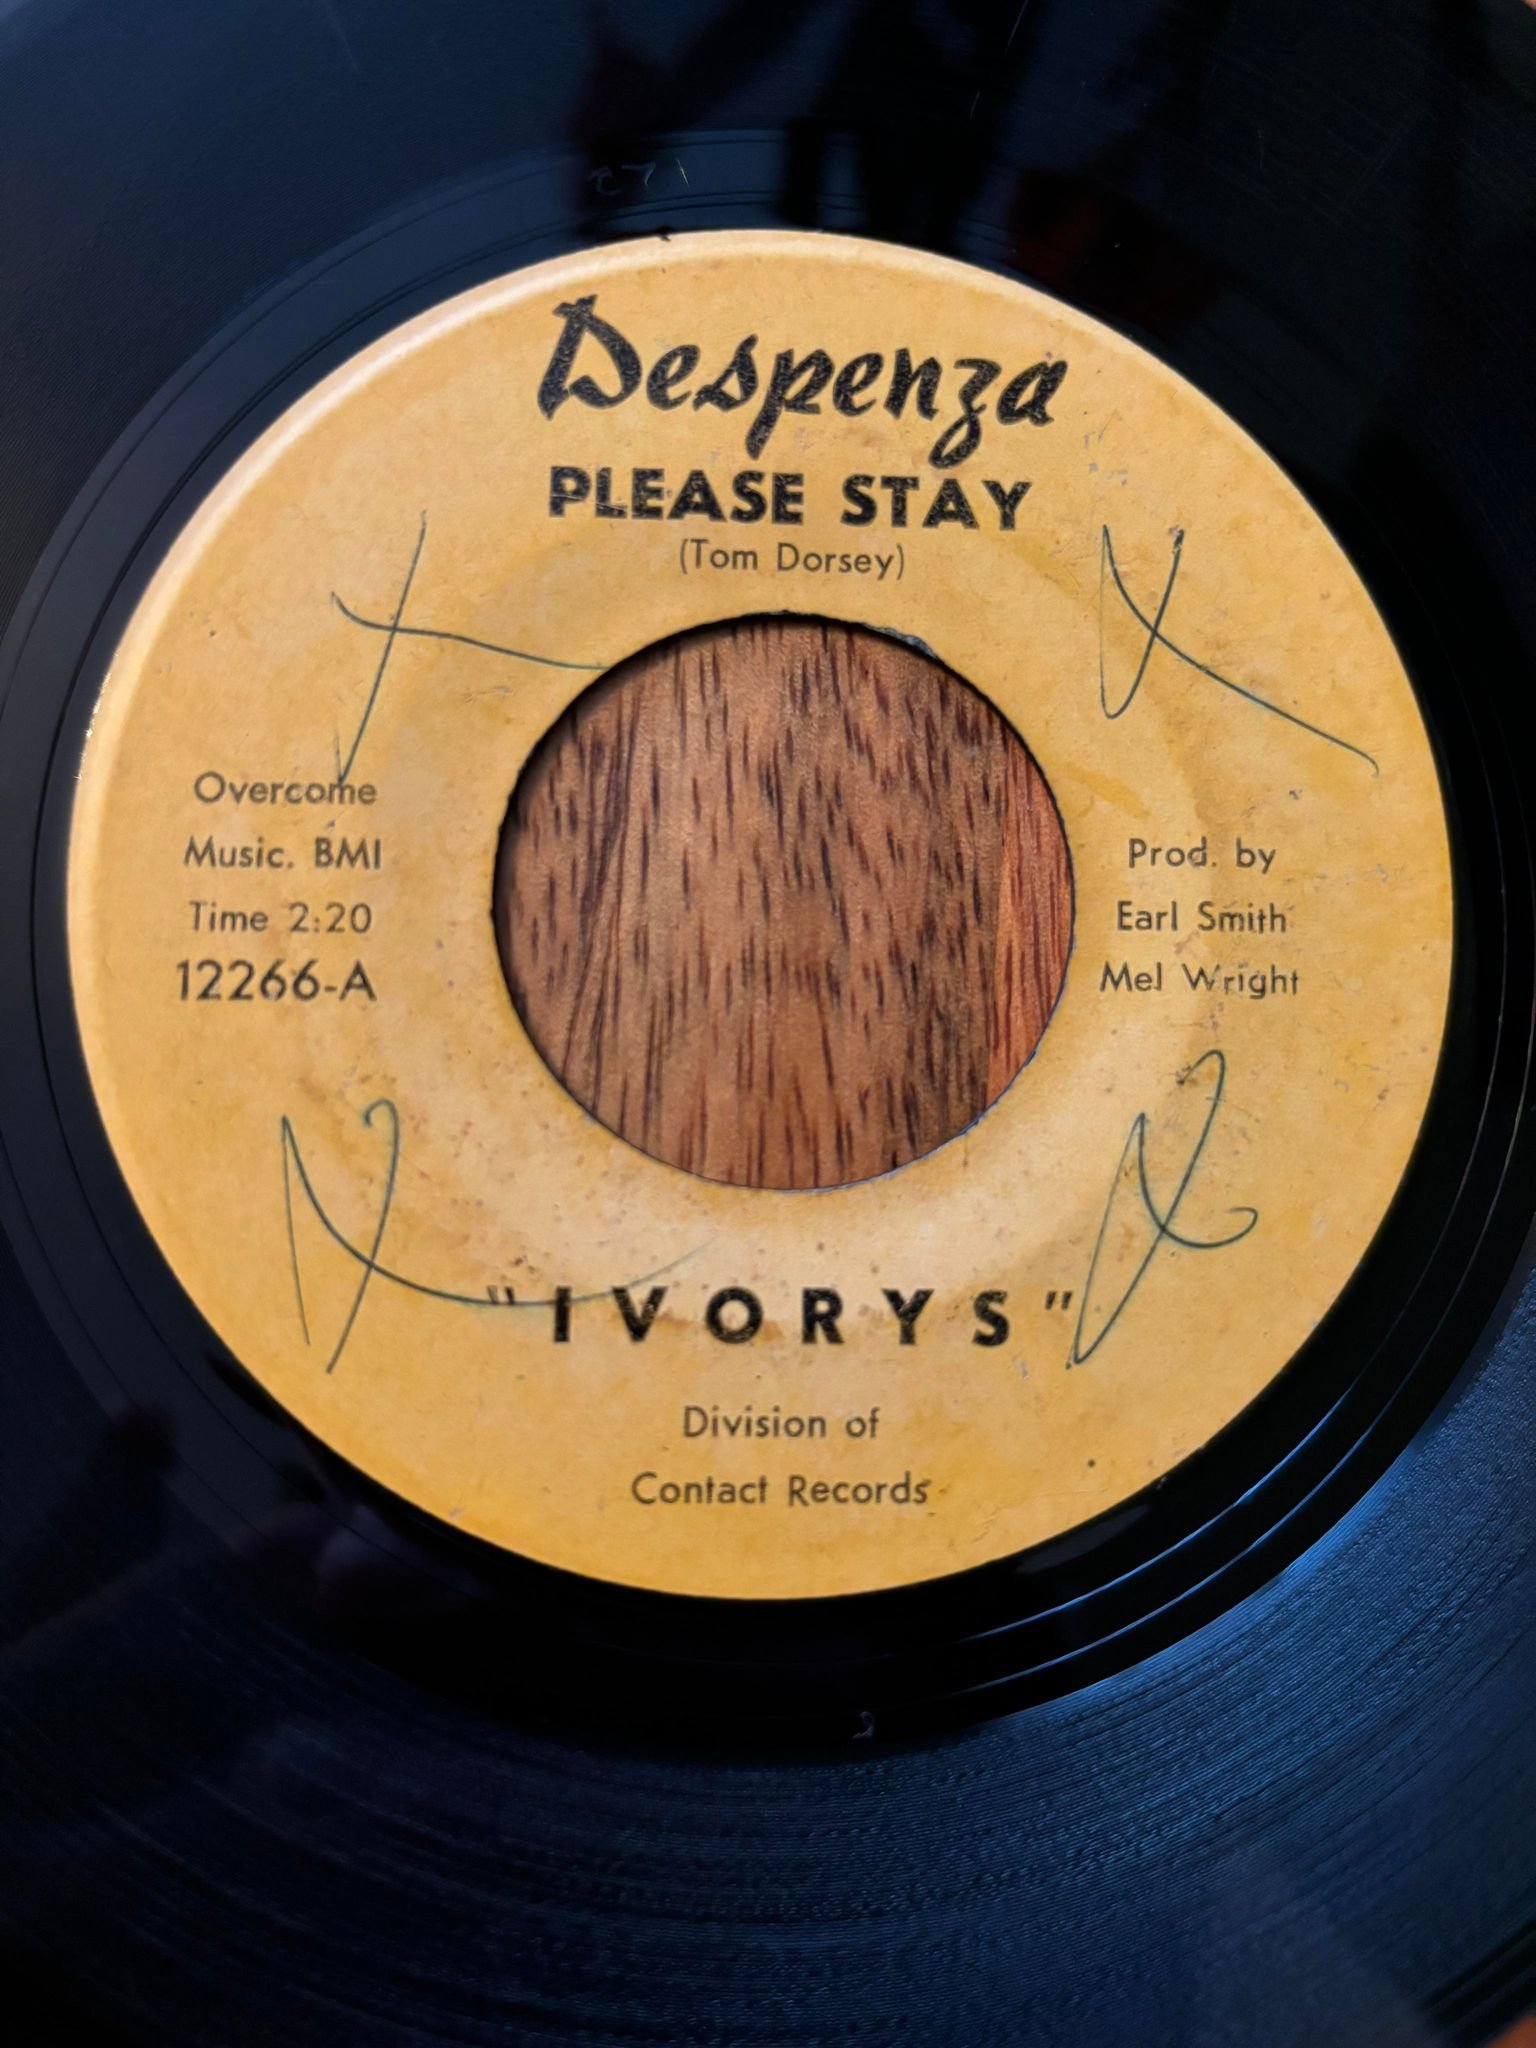 Despenza
PLEASE STAY
(Tom Dorsey)
Overcome
Music. BMI
Time 2:20
12266-A
Prod. by
Earl Smith
Mel Wright
"IVORYS"
Division of
Contact Records